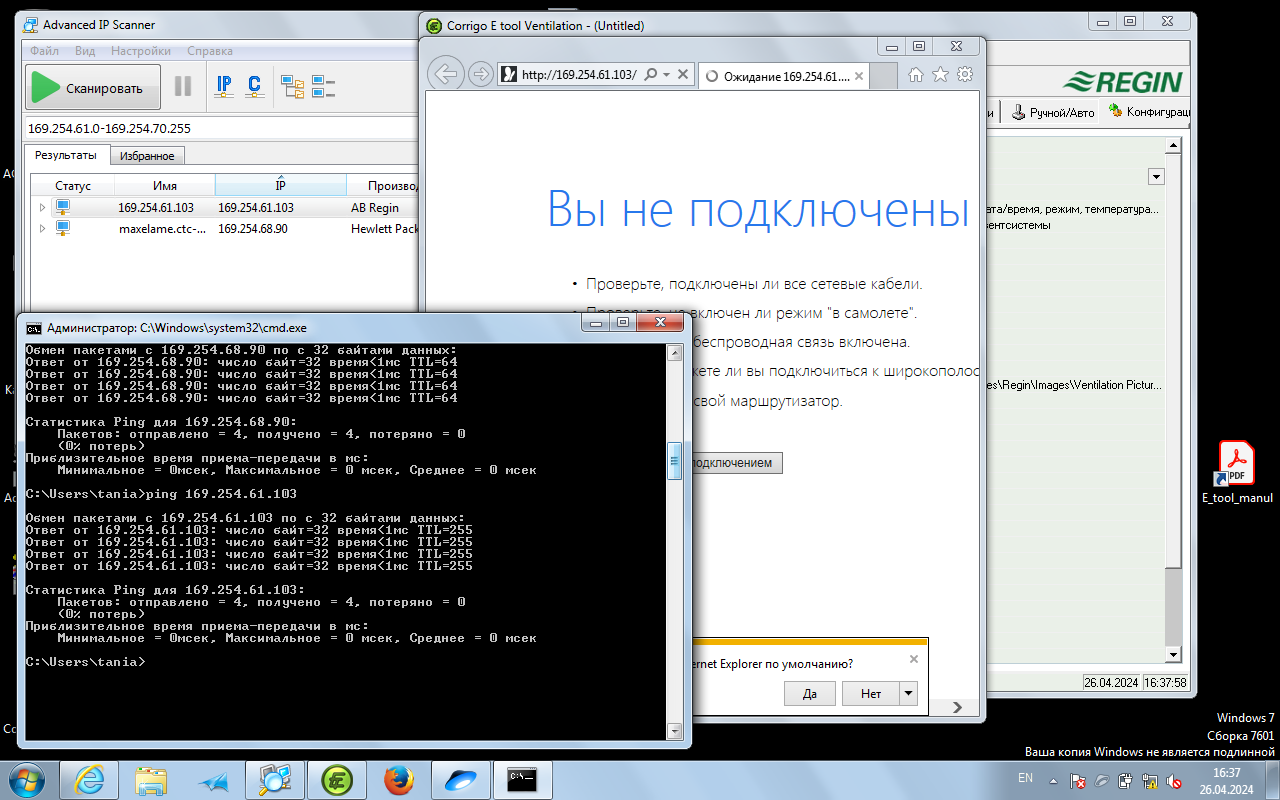 Advanced IP Scanner
Файл Вид Настройки Справка
Сканировать
IP
C
169.254.61.0-169.254.70.255
Результаты Избранное
Статус Имя IP Произво
169.254.61.103 169.254.61.103 AB Regin
maxelame.ctc-... 169.254.68.90 Hewlett Pack
Corrigo E tool Ventilation - (Untitled)
REGIN
и Ручной/Авто Конфигурац
ата/время, режим, температура...
вентсистемы
es\Regin\Images\Ventilation Pictur...
26.04.2024 16:37:58
http://169.254.61.103/
Ожидание 169.254.61....
Вы не подключены
• Проверьте, подключены ли все сетевые кабели.
не включен ли режим "в самолете".
беспроводная связь включена.
жете ли вы подключиться к широкополос
свой маршрутизатор.
подключением
ernet Explorer по умолчанию?
Да Нет
Администратор: C:\Windows\system32\cmd.exe
Обмен пакетами с 169.254.68.90 по с 32 байтами данных:
Ответ от 169.254.68.90: число байт=32 время<1мс TTL=64
Ответ от 169.254.68.90: число байт=32 время<1мс TTL=64
Ответ от 169.254.68.90: число байт=32 время<1мс TTL=64
Ответ от 169.254.68.90: число байт=32 время<1мс TTL=64
Статистика Ping для 169.254.68.90:
Пакетов: отправлено = 4, получено = 4, потеряно = 0
(0% потерь)
Приблизительное время приема-передачи в мс:
Минимальное = 0мсек, Максимальное = 0 мсек, Среднее = 0 мсек
C:\Users\tania>ping 169.254.61.103
Обмен пакетами с 169.254.61.103 по с 32 байтами данных:
Ответ от 169.254.61.103: число байт=32 время<1мс TTL=255
Ответ от 169.254.61.103: число байт=32 время<1мс TTL=255
Ответ от 169.254.61.103: число байт=32 время<1мс TTL=255
Ответ от 169.254.61.103: число байт=32 время<1мс TTL=255
Статистика Ping для 169.254.61.103:
Пакетов: отправлено = 4, получено = 4, потеряно = 0
(0% потерь)
Приблизительное время приема-передачи в мс:
Минимальное = 0мсек, Максимальное = 0 мсек, Среднее = 0 мсек
C:\Users\tania>
PDF
E_tool_manul
Windows 7
Сборка 7601
Ваша копия Windows не является подлинной
EN
16:37
26.04.2024